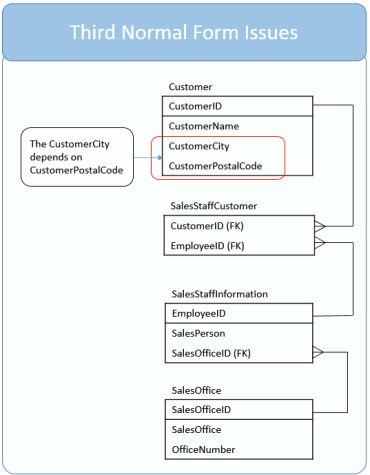 Third Normal Form Issues
Customer
CustomerID
CustomerName
The CustomerCity
depends on
CustomerPostalCode
CustomerCity
CustomerPostalCode
SalesStaffCustomer
CustomerID (FK)
EmployeeID (FK)
SalesStaffInformation
EmployeeID
SalesPerson
SalesOfficeID (FK)
SalesOffice
SalesOfficeID
SalesOffice
OfficeNumber